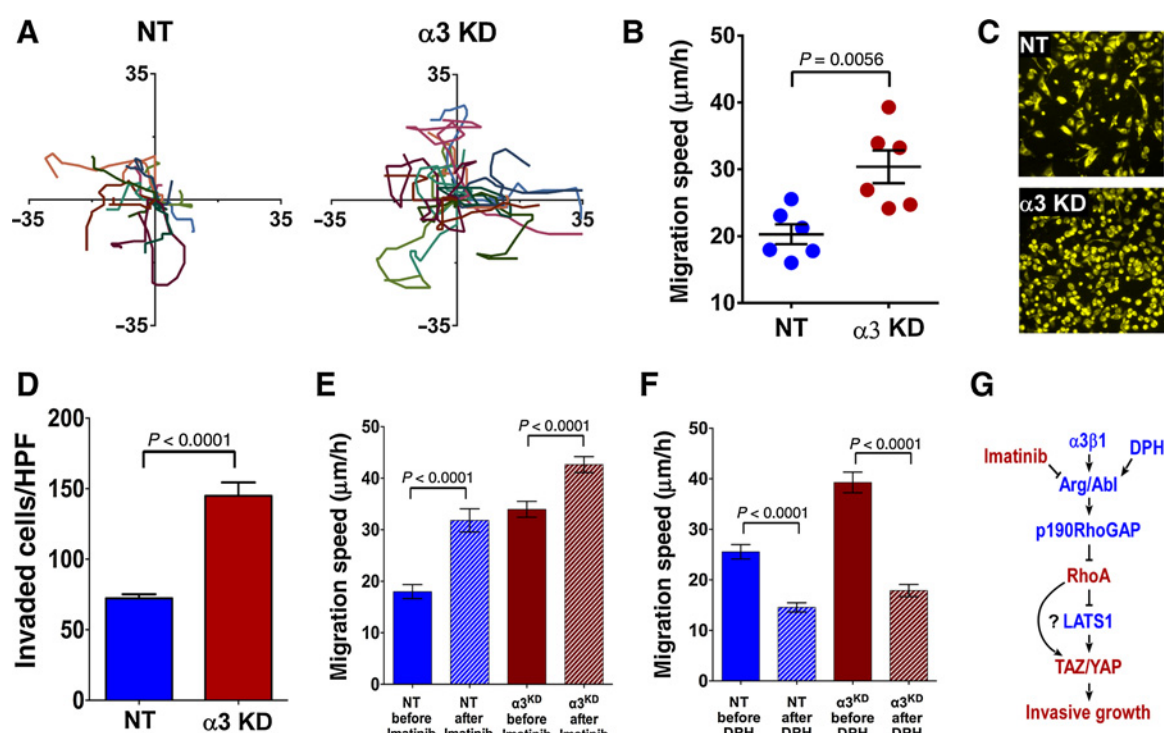 A
NT
α3 KD
35
-35
35
-35
35
-35
35
-35
B
Migration speed (μm/h)
50
40
30
20
10
P = 0.0056
NT
α3 KD
C
NT
α3 KD
D
Invaded cells/HPF
200
150
100
50
0
P < 0.0001
NT
α3 KD
E
Migration speed (μm/h)
50
40
30
20
10
0
P < 0.0001
P < 0.0001
NT
before
Imatinib
NT
after
Imatinib
α3KD
before
Imatinib
α3KD
after
Imatinib
F
Migration speed (μm/h)
50
40
30
20
10
0
P < 0.0001
P < 0.0001
NT
before
DPH
NT
after
DPH
α3KD
before
DPH
α3KD
after
DPH
G
α3β1
Imatinib
DPH
Arg/Abl
p190RhoGAP
RhoA
? LATS1
TAZ/YAP
Invasive growth